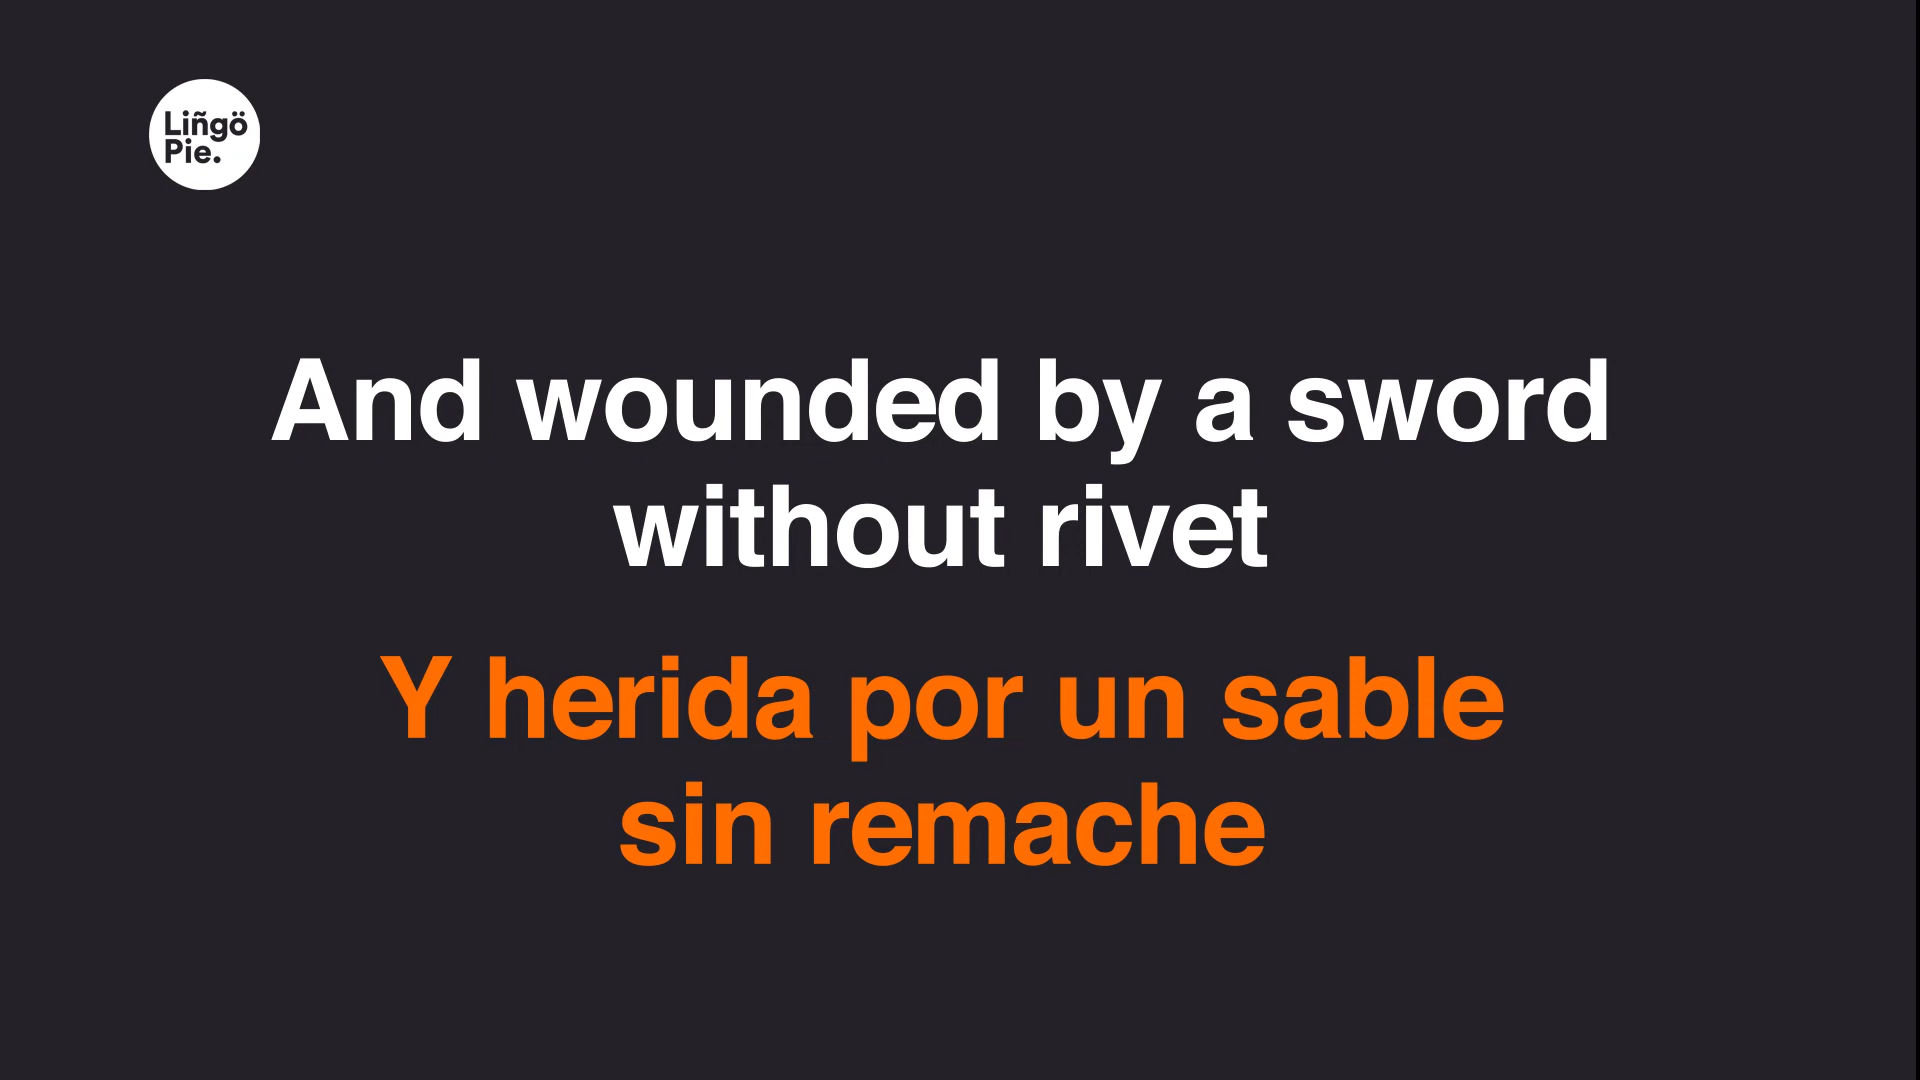 Liñgö
Pie.
And wounded by a sword
without rivet
Y herida por un sable
sin remache